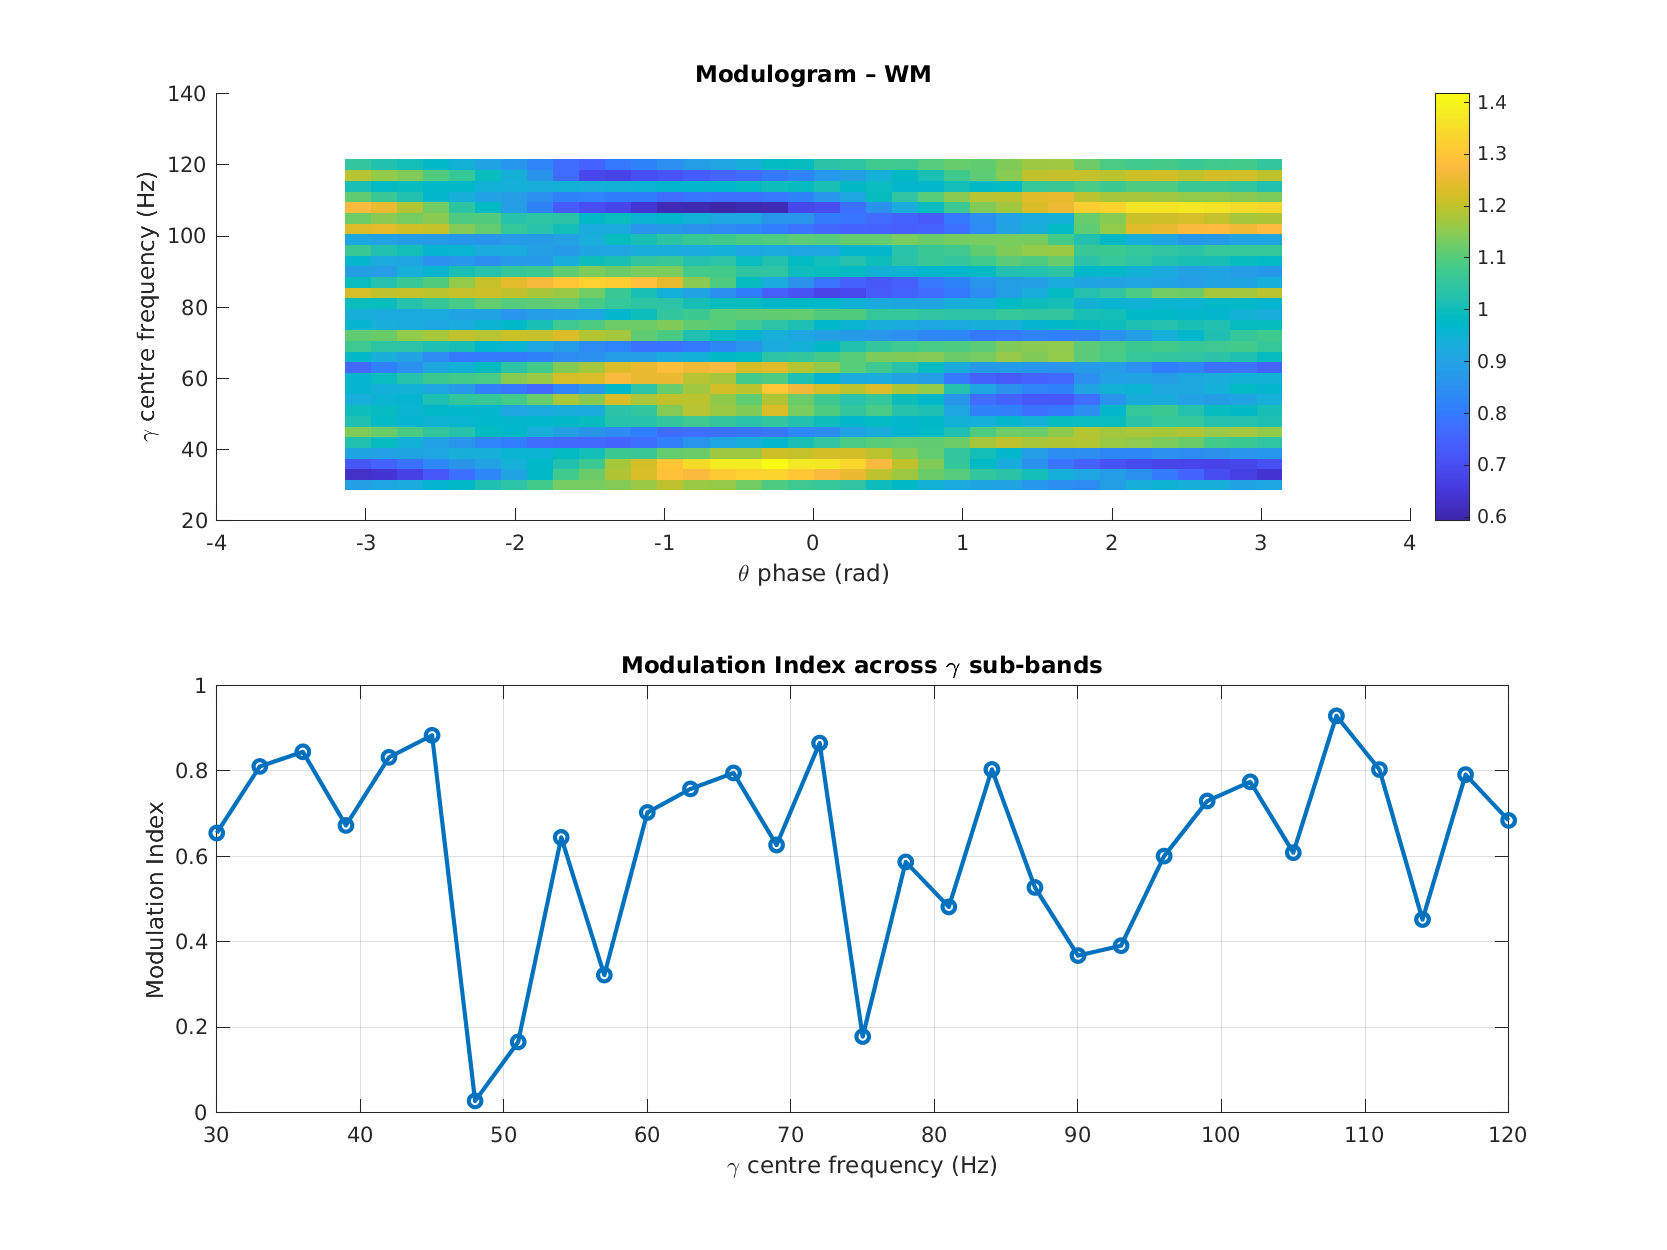 Modulogram – WM
γ centre frequency (Hz)
140
120
100
80
60
40
20
-4 -3 -2 -1 0 1 2 3 4
θ phase (rad)
1.4
1.3
1.2
1.1
1
0.9
0.8
0.7
0.6
Modulation Index across γ sub-bands
Modulation Index
1
0.8
0.6
0.4
0.2
0
30 40 50 60 70 80 90 100 110 120
γ centre frequency (Hz)